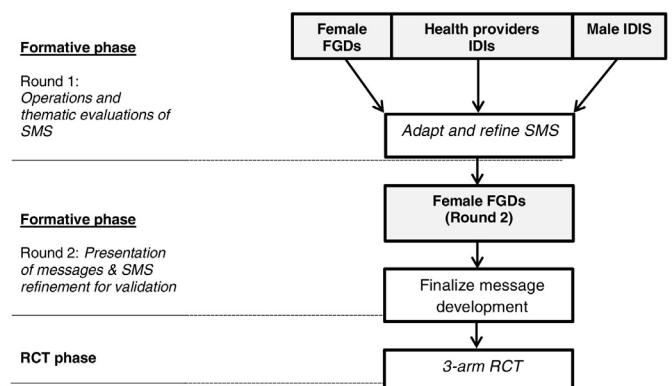 Female
FGDs
Health providers
IDIs
Male IDIS
Formative phase
Round 1:
Operations and
thematic evaluations of
SMS
Adapt and refine SMS
Female FGDs
(Round 2)
Formative phase
Round 2: Presentation
of messages & SMS
refinement for validation
Finalize message
development
RCT phase
3-arm RCT